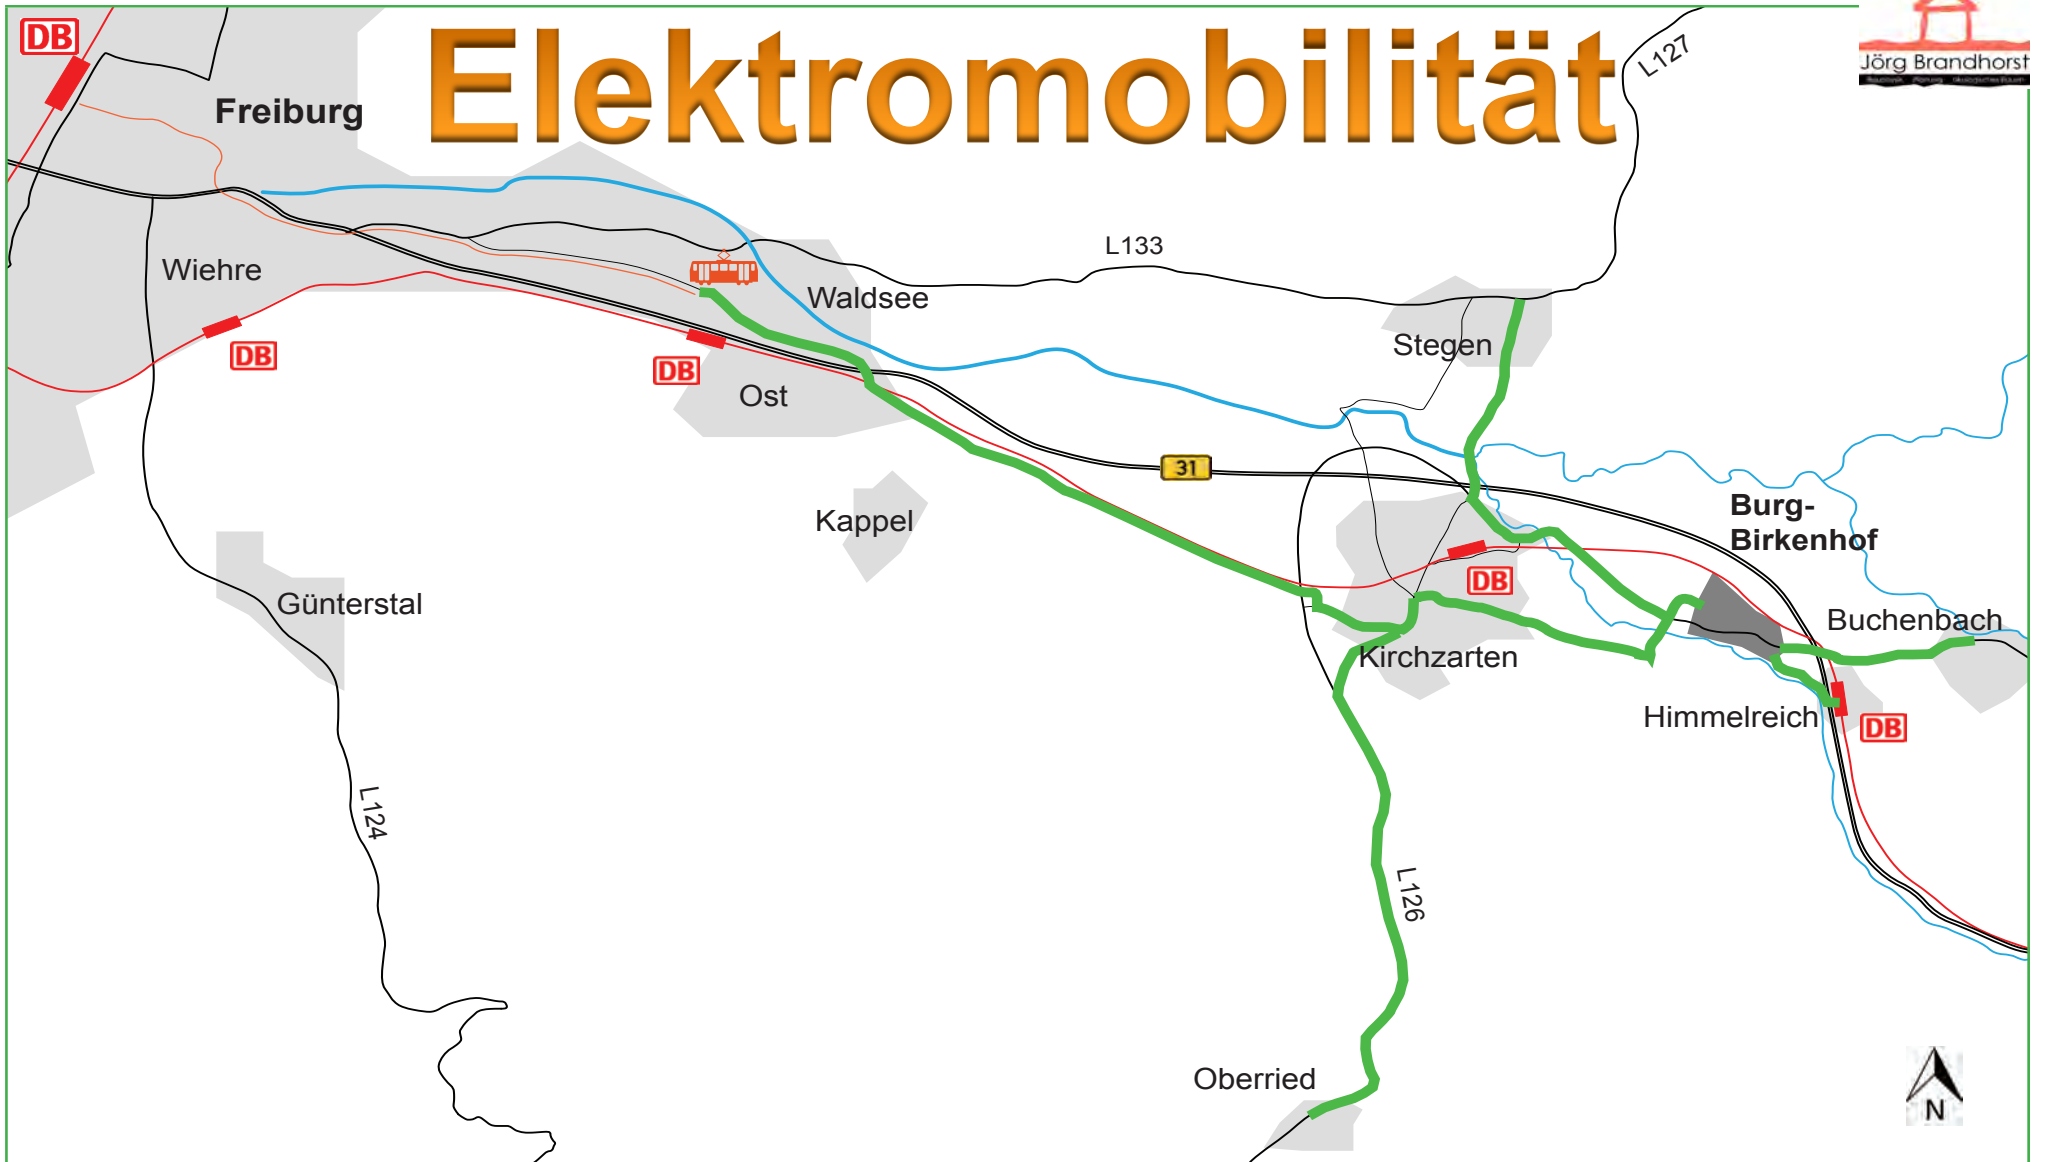 DB
Elektromobilität
L127
Jörg Brandhorst
Freiburg
L133
Wiehre
Waldsee
DB
DB
Stegen
Ost
31
Kappel
Burg-
Birkenhof
DB
Günterstal
Buchenbach
Kirchzarten
Himmelreich
DB
L124
L126
Oberried
N